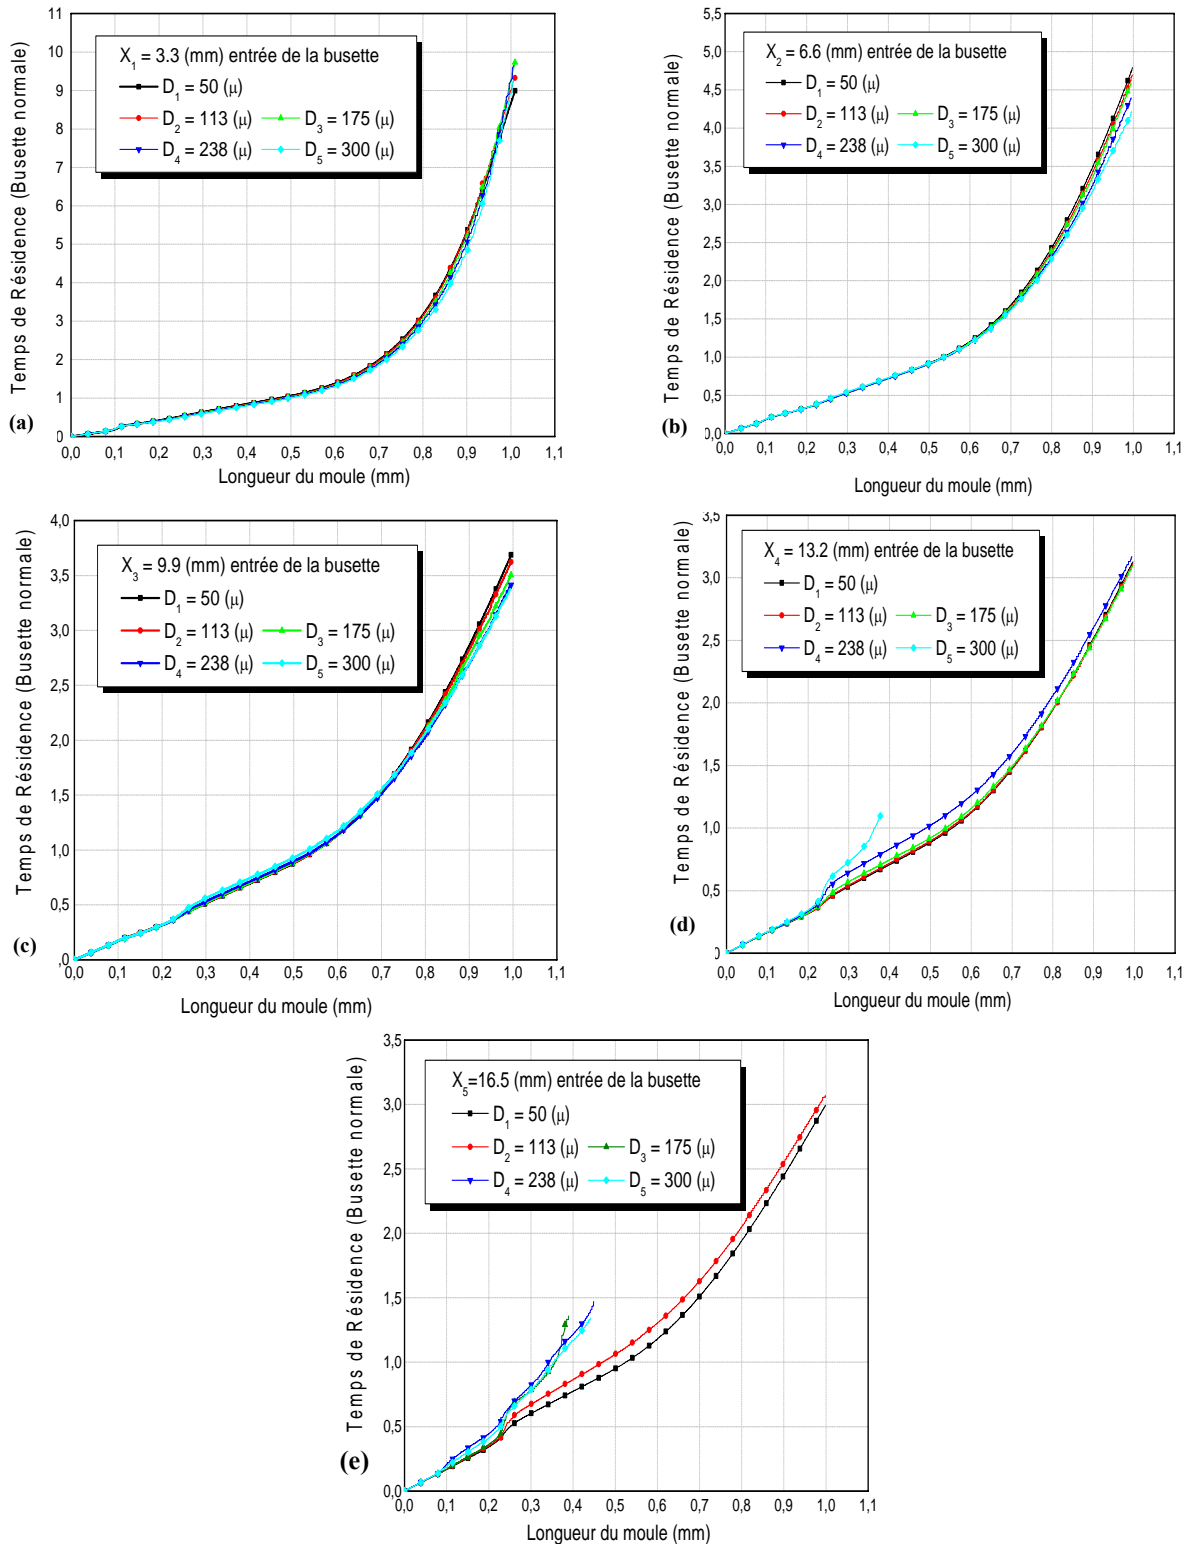 11
10
9
8
7
6
5
4
3
2
1
0
Temps de Résidence (Busette normale)
X1 = 3.3 (mm) entrée de la busette
D1 = 50 (μ)
D2 = 113 (μ) D3 = 175 (μ)
D4 = 238 (μ) D5 = 300 (μ)
(a)
0,0 0,1 0,2 0,3 0,4 0,5 0,6 0,7 0,8 0,9 1,0 1,1
Longueur du moule (mm)
5,5
5,0
4,5
4,0
3,5
3,0
2,5
2,0
1,5
1,0
0,5
0,0
Temps de Résidence (Busette normale)
X2 = 6.6 (mm) entrée de la busette
D1 = 50 (μ)
D2 = 113 (μ) D3 = 175 (μ)
D4 = 238 (μ) D5 = 300 (μ)
(b)
0,0 0,1 0,2 0,3 0,4 0,5 0,6 0,7 0,8 0,9 1,0 1,1
Longueur du moule (mm)
4,0
3,5
3,0
2,5
2,0
1,5
1,0
0,5
,0
Temps de Résidence (Busette normale)
X3 = 9.9 (mm) entrée de la busette
D1 = 50 (μ)
D2 = 113 (μ) D3 = 175 (μ)
D4 = 238 (μ) D5 = 300 (μ)
(c)
0,0 0,1 0,2 0,3 0,4 0,5 0,6 0,7 0,8 0,9 1,0 1,1
Longueur du moule (mm)
3,5
3,0
2,5
2,0
1,5
1,0
0,5
0
Temps de Résidence (Busette normale)
X4 = 13.2 (mm) entrée de la busette
D1 = 50 (μ)
D2 = 113 (μ) D3 = 175 (μ)
D4 = 238 (μ) D5 = 300 (μ)
(d)
0,0 0,1 0,2 0,3 0,4 0,5 0,6 0,7 0,8 0,9 1,0 1,1
Longueur du moule (mm)
3,5
3,0
2,5
2,0
1,5
1,0
0,5
0,0
Temps de Résidence (Busette normale)
X5=16.5 (mm) entrée de la busette
D1 = 50 (μ)
D2 = 113 (μ) D3 = 175 (μ)
D4 = 238 (μ) D5 = 300 (μ)
(e)
0,0 0,1 0,2 0,3 0,4 0,5 0,6 0,7 0,8 0,9 1,0 1,1
Longueur du moule (mm)